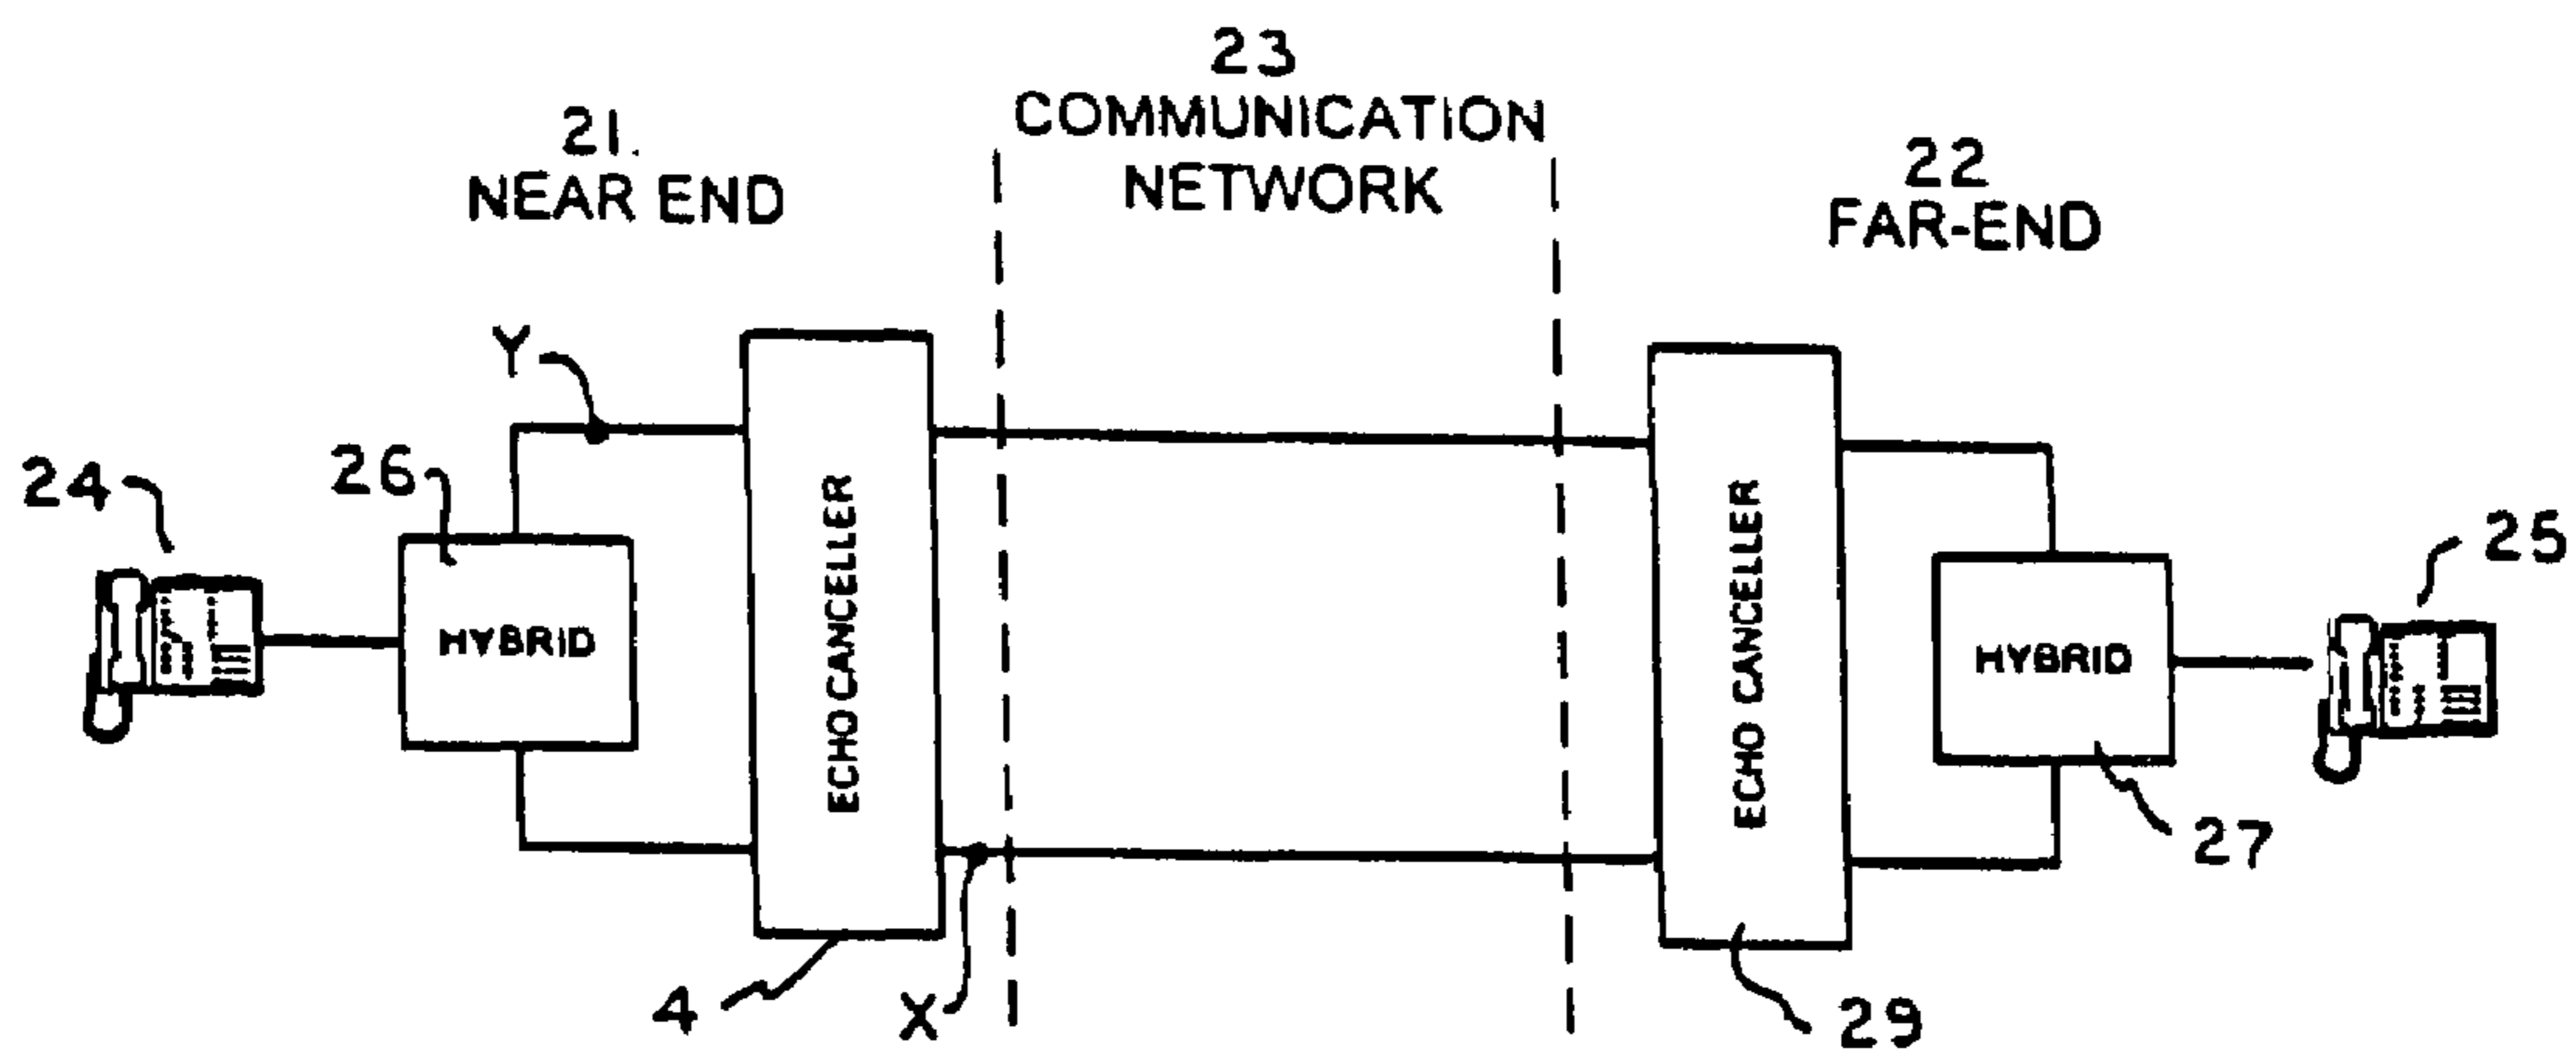 23
COMMUNICATION
NETWORK
21.
NEAR END
22
FAR-END
Y
24
26
25
HYBRID
ECHO CANCELLER
ECHO CANCELLER
HYBRID
27
4
X
29